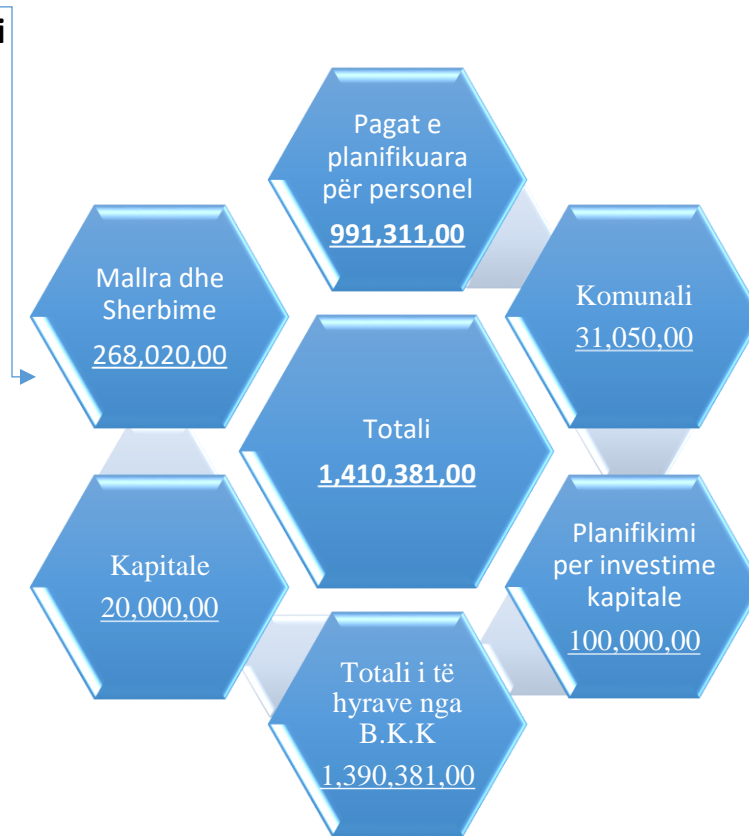 i
Pagat e
planifikuara
për personel
991,311,00
Mallra dhe
Sherbime
268,020,00
Komunali
31,050,00
Totali
1,410,381,00
Kapitale
20,000,00
Planifikimi
per investime
kapitale
100,000,00
Totali i të
hyrave nga
B.K.K
1,390,381,00